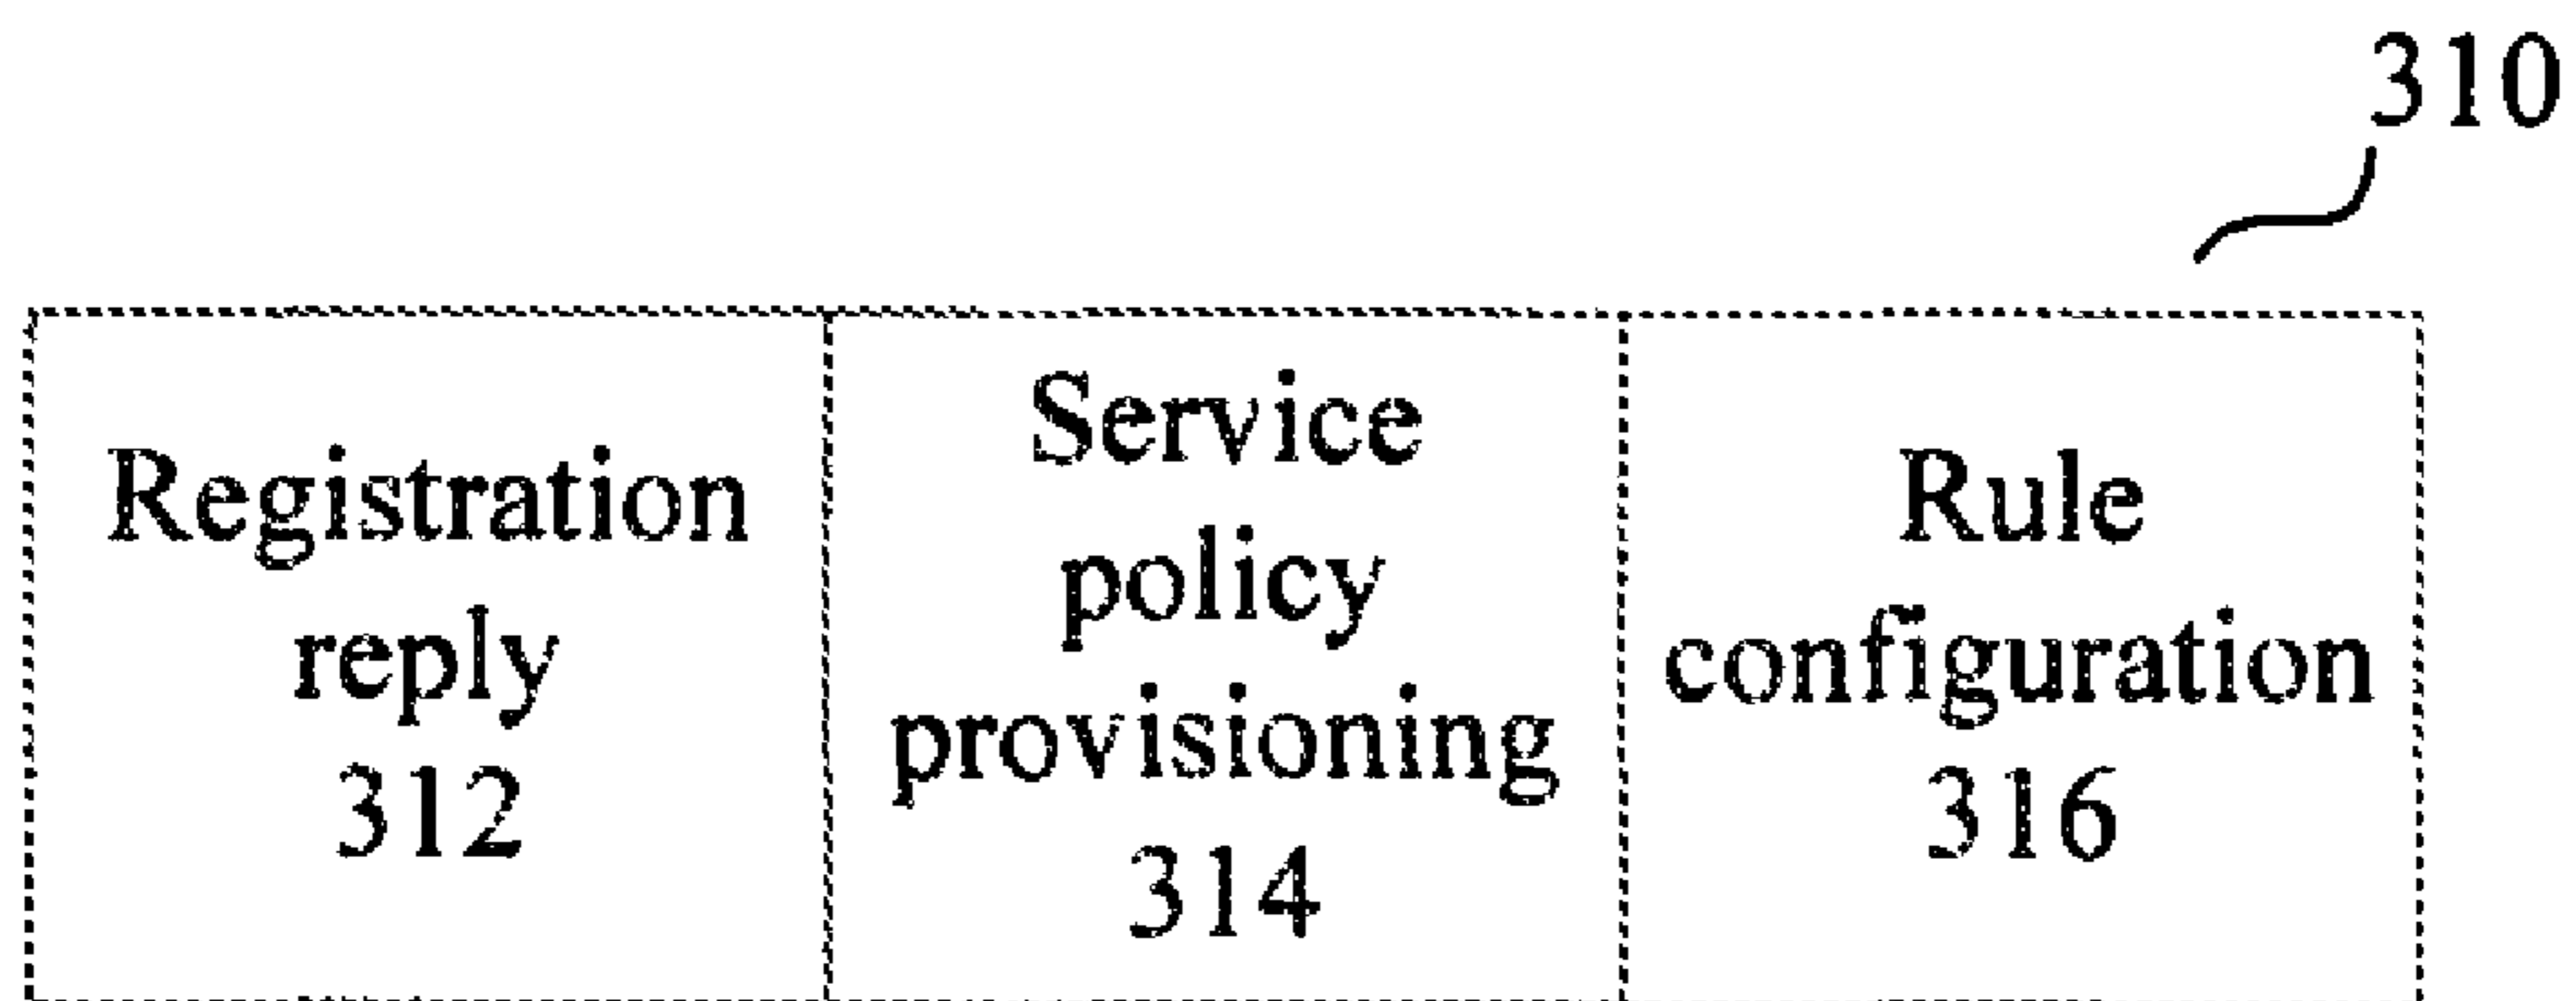 310
Registration
reply
312
Service
policy
provisioning
314
Rule
configuration
316